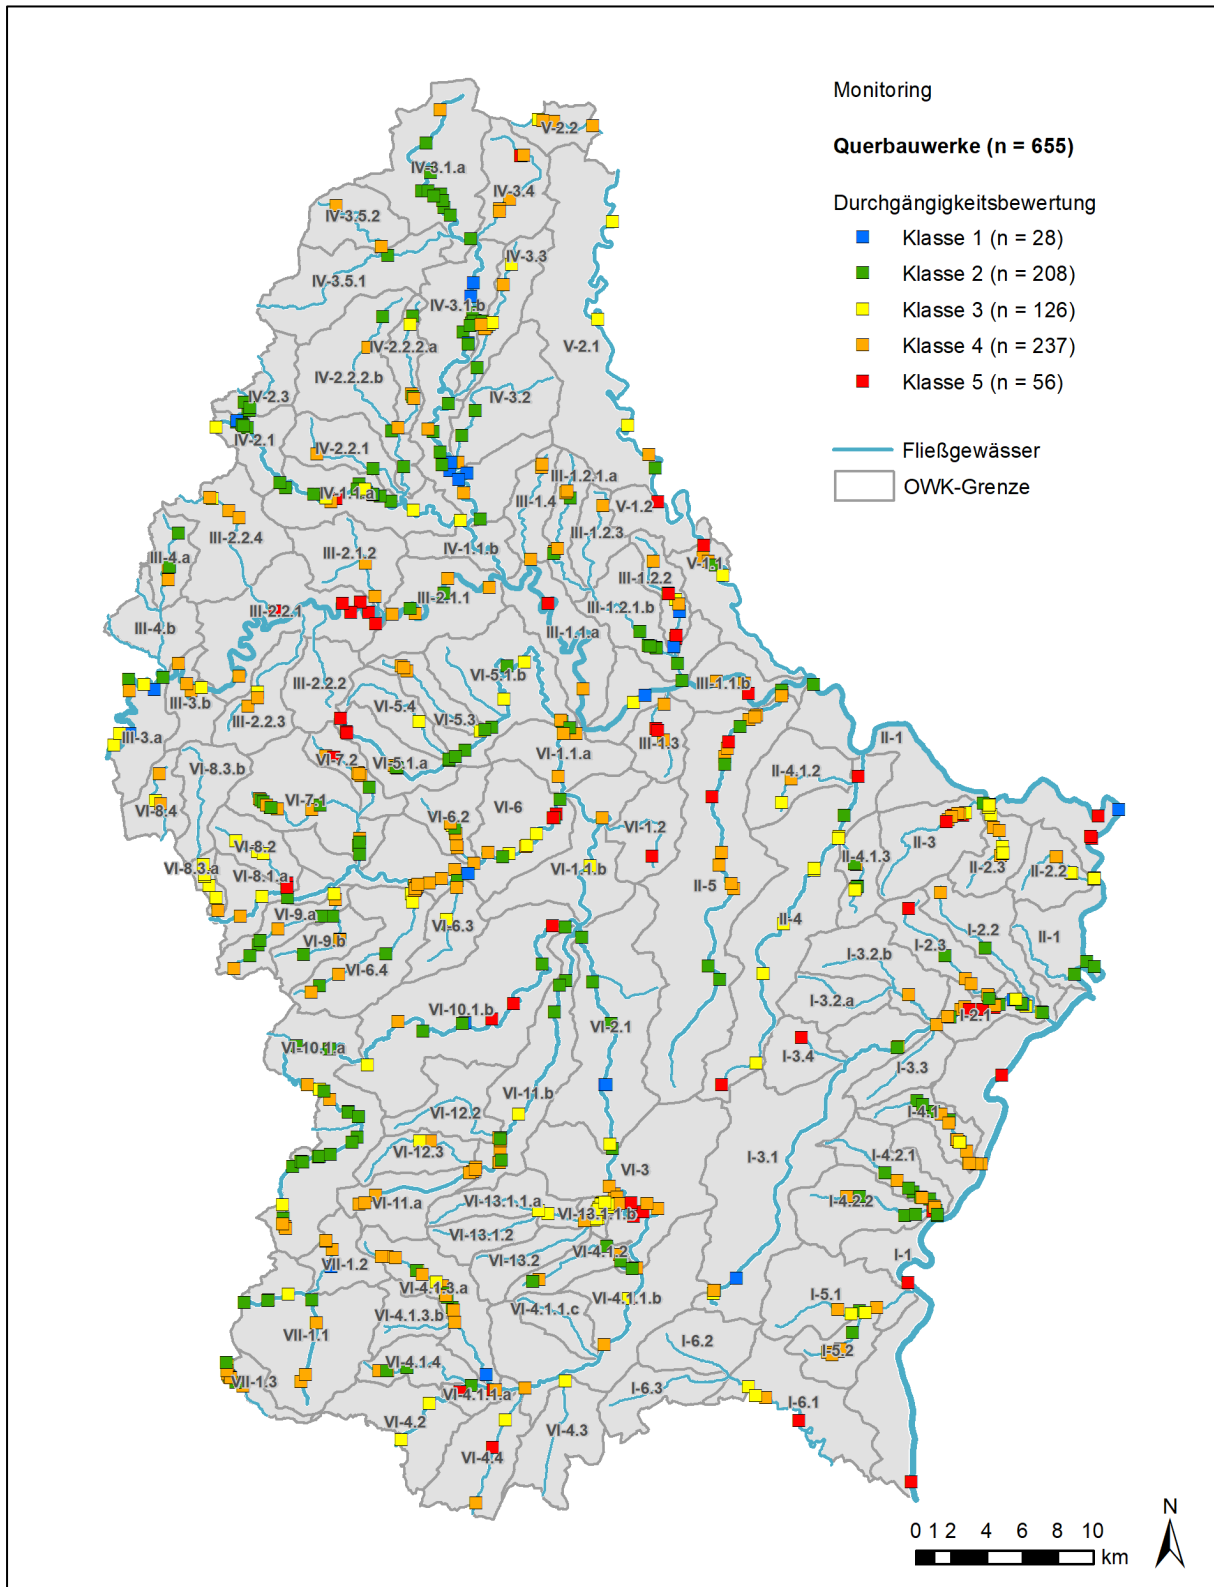 Monitoring
Querbauwerke (n = 655)
Durchgängigkeitsbewertung
Klasse 1 (n = 28)
Klasse 2 (n = 208)
Klasse 3 (n = 126)
Klasse 4 (n = 237)
Klasse 5 (n = 56)
Fließgewässer
OWK-Grenze
V-2.2
IV-3.1.a
IV-3.4
IV-3.5.2
IV-3.3
IV-3.5.1
IV-3.1.b
V-2.1
IV-2.2.2.a
IV-2.2.2.b
IV-2.3
IV-3.2
IV-2.1
IV-2.2.1
III-1.2.1.a
IV-1.1.a
III-1.4
V-1.2
III-2.2.4
III-1.2.3
III-2.1.2
IV-1.1.b
III-4.a
V-1.1
III-1.2.2
III-2.1.1
III-2.2.1
III-1.2.1.b
III-4.b
III-1.1.a
VI-5.1.b
III-2.2.2
III-1.1.b
III-3.b
VI-5.4
III-2.2.3
VI-5.3
III-3.a
III-1.3
II-1
VI-7.2
VI-5.1.a
VI-1.1.a
VI-8.3.b
II-4.1.2
VI-7.1
VI-6
VI-8.4
VI-6.2
VI-1.2
II-3
VI-8.2
II-4.1.3
VI-8.3.a
VI-1.1.b
II-2.3
II-2.2
VI-8.1.a
II-5
VI-9.a
II-4
VI-6.3
I-2.2
II-1
VI-9.b
I-2.3
I-3.2.b
VI-6.4
I-3.2.a
VI-10.1.b
I-2.1
VI-2.1
VI-10.1.a
I-3.4
I-3.3
VI-11.b
VI-12.2
I-4.1
VI-12.3
I-3.1
I-4.2.1
VI-3
VI-11.a
VI-13.1.1.a
I-4.2.2
VI-13.1.1.b
VI-13.1.2
VI-4.1.2
I-1
VI-13.2
VII-1.2
VI-4.1.3.a
I-5.1
VI-4.1.1.b
VI-4.1.1.c
VI-4.1.3.b
VII-1.1
I-6.2
I-5.2
VI-4.1.4
VII-1.3
I-6.3
VI-4.1.1.a
I-6.1
VI-4.2
VI-4.3
VI-4.4
N
0 1 2 4 6 8 10
km